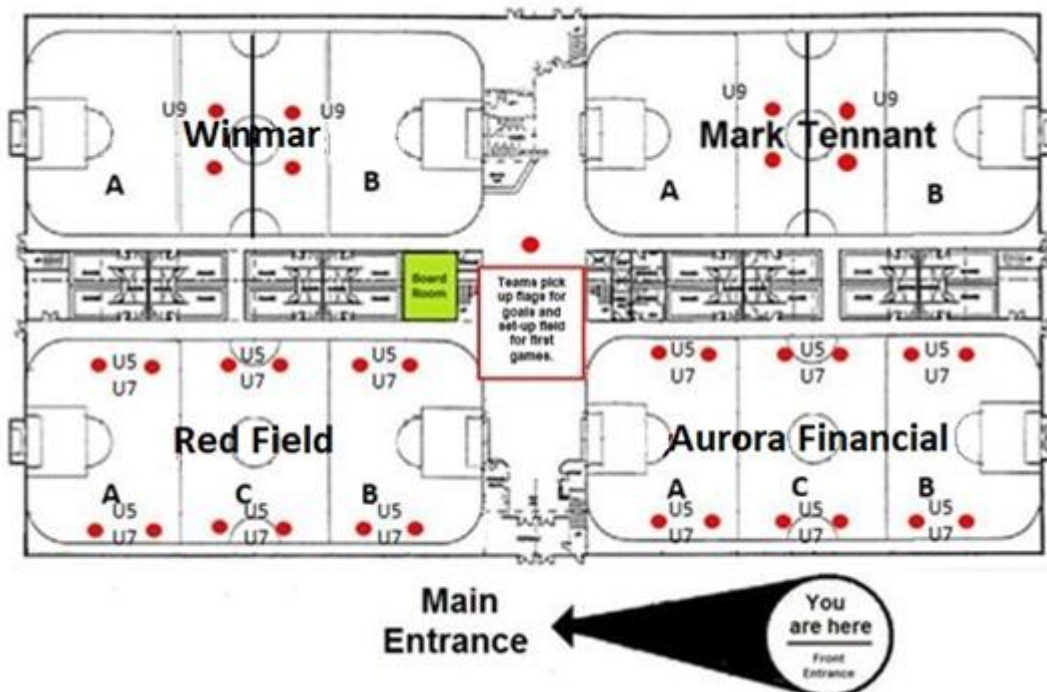 U9
U9
Winmar
A
B
U9
U9
Mark Tennant
A
B
Board
Room
Teams pick
up flags for
goals and
set-up field
for first
games.
U5
U7
U5
U7
U5
U7
Red Field
A
C
B
U5
U7
U5
U7
U5
U7
U5
U7
U5
U7
U5
U7
Aurora Financial
A
C
B
U5
U7
U5
U7
U5
U7
Main
Entrance
You
are here
Front
Entrance